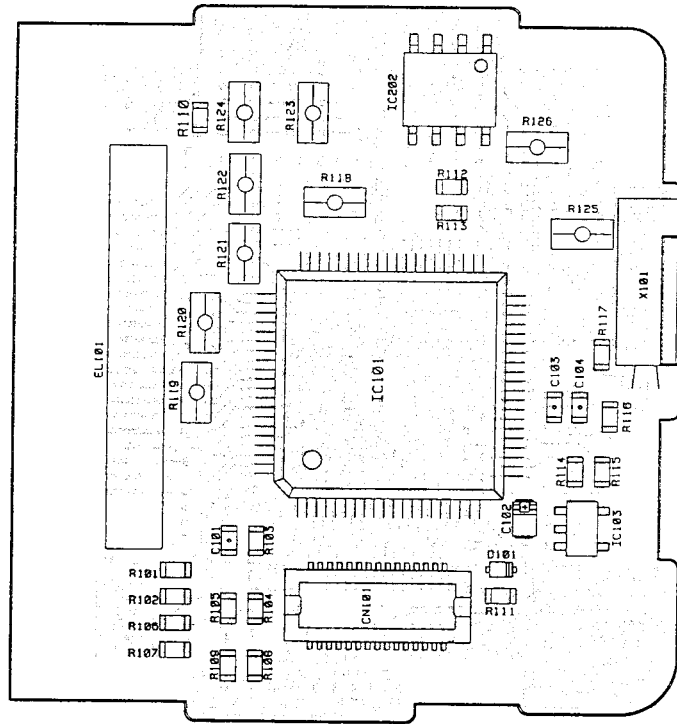 IC202
R110
R124
R123
R126
R122
R118
R112
R113
R125
R121
X101
R120
R117
EL101
IC101
C103
C104
R119
R116
R114
R115
C102
IC103
C101
R103
D101
R101
R102
R105
R104
CN101
R111
R106
R107
R109
R108